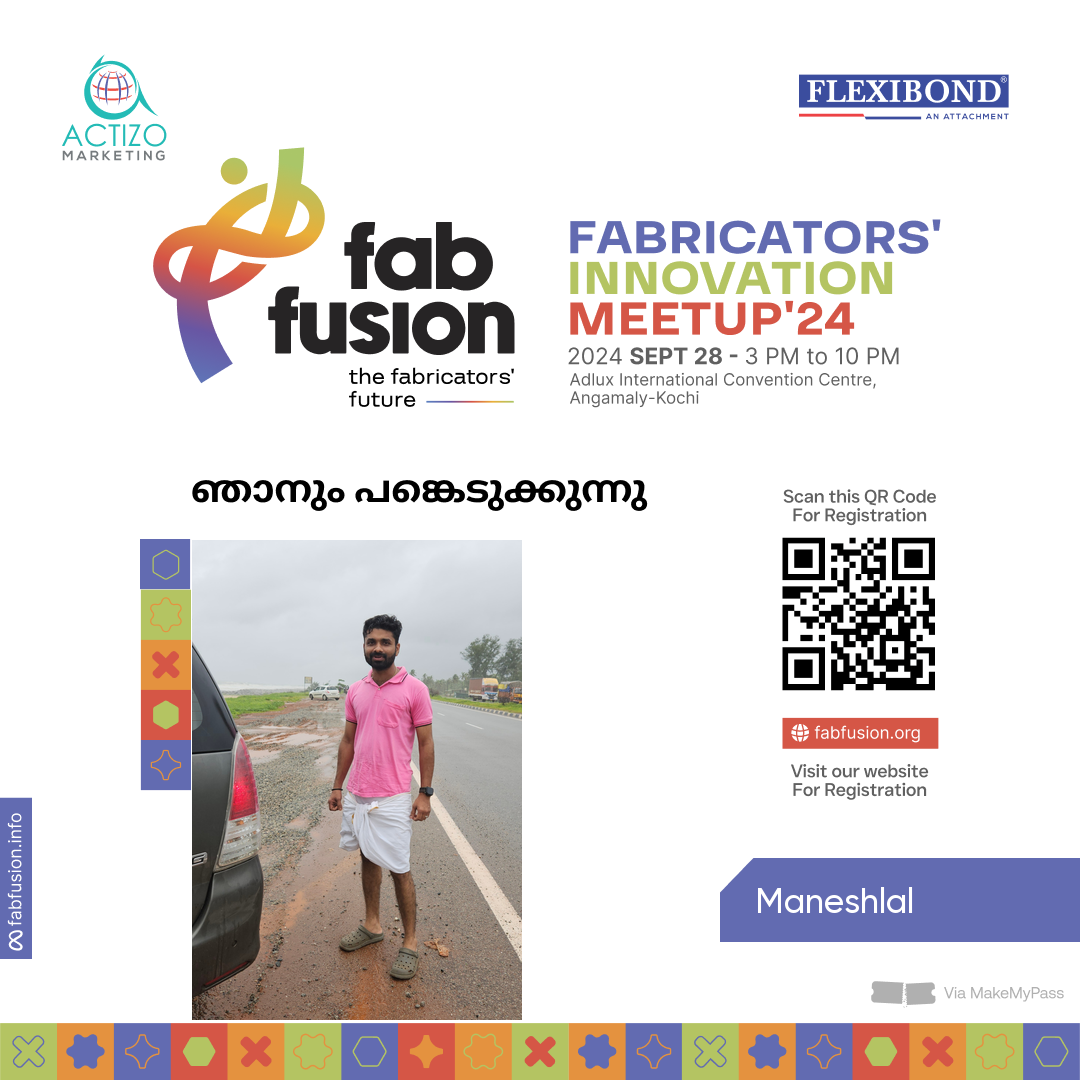 ACTIZO
MARKETING
FLEXIBOND®
AN ATTACHMENT
fab
fusion
the fabricators'
future
FABRICATORS'
INNOVATION
MEETUP'24
2024 SEPT 28 - 3 PM to 10 PM
Adlux International Convention Centre,
Angamaly-Kochi
ഞാനും പങ്കെടുക്കുന്നു
Scan this QR Code
For Registration
fabfusion.org
Visit our website
For Registration
fabfusion.info
Maneshlal
Via MakeMyPass